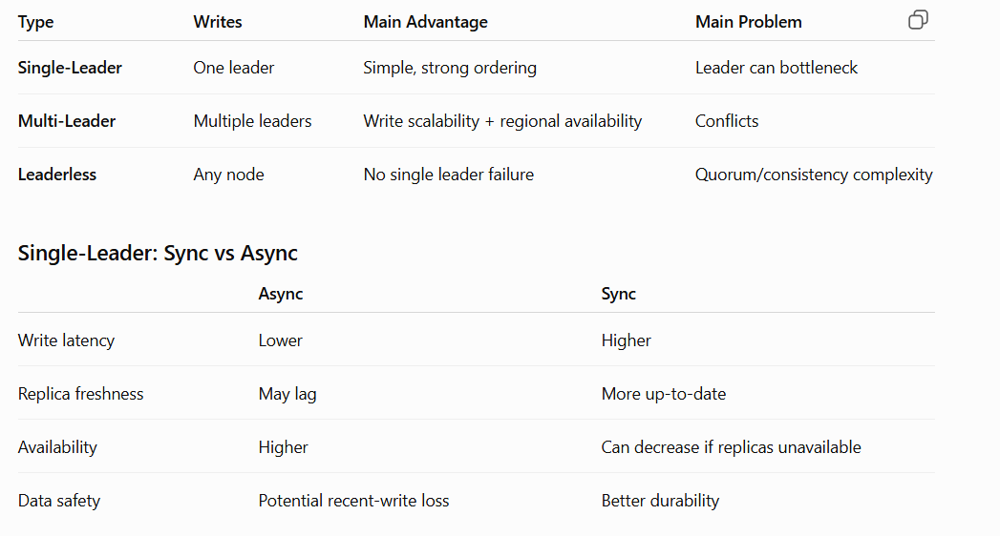 Type Writes Main Advantage Main Problem
Single-Leader One leader Simple, strong ordering Leader can bottleneck
Multi-Leader Multiple leaders Write scalability + regional availability Conflicts
Leaderless Any node No single leader failure Quorum/consistency complexity
Single-Leader: Sync vs Async
Async Sync
Write latency Lower Higher
Replica freshness May lag More up-to-date
Availability Higher Can decrease if replicas unavailable
Data safety Potential recent-write loss Better durability